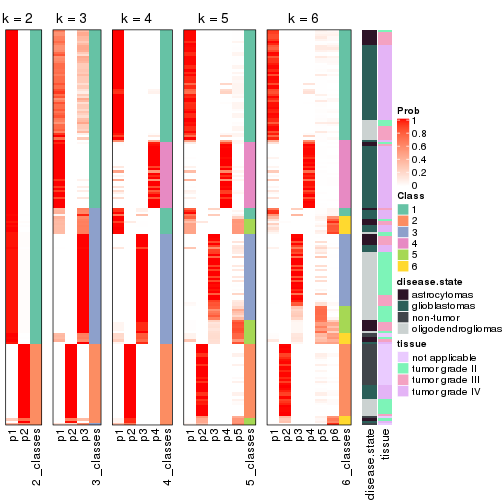 k = 2
k = 3
k = 4
k = 5
k = 6
p1
p2
2_classes
p1
p2
p3
3_classes
p1
p2
p3
p4
4_classes
p1
p2
p3
p4
p5
5_classes
p1
p2
p3
p4
p5
p6
6_classes
disease.state
tissue
Prob
1
0.8
0.6
0.4
0.2
0
Class
1
2
3
4
5
6
disease.state
astrocytomas
glioblastomas
non-tumor
oligodendrogliomas
tissue
not applicable
tumor grade II
tumor grade III
tumor grade IV